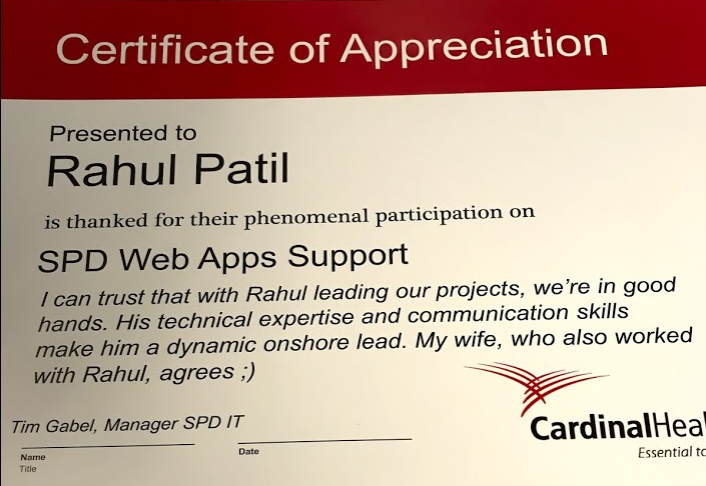 Certificate of Appreciation
Presented to
Rahul Patil
is thanked for their phenomenal participation on
SPD Web Apps Support
I can trust that with Rahul leading our projects, we're in good
hands. His technical expertise and communication skills
make him a dynamic onshore lead. My wife, who also worked
with Rahul, agrees ;)
Tim Gabel, Manager SPD IT
Name
Title
Date
CardinalHeal
Essential to